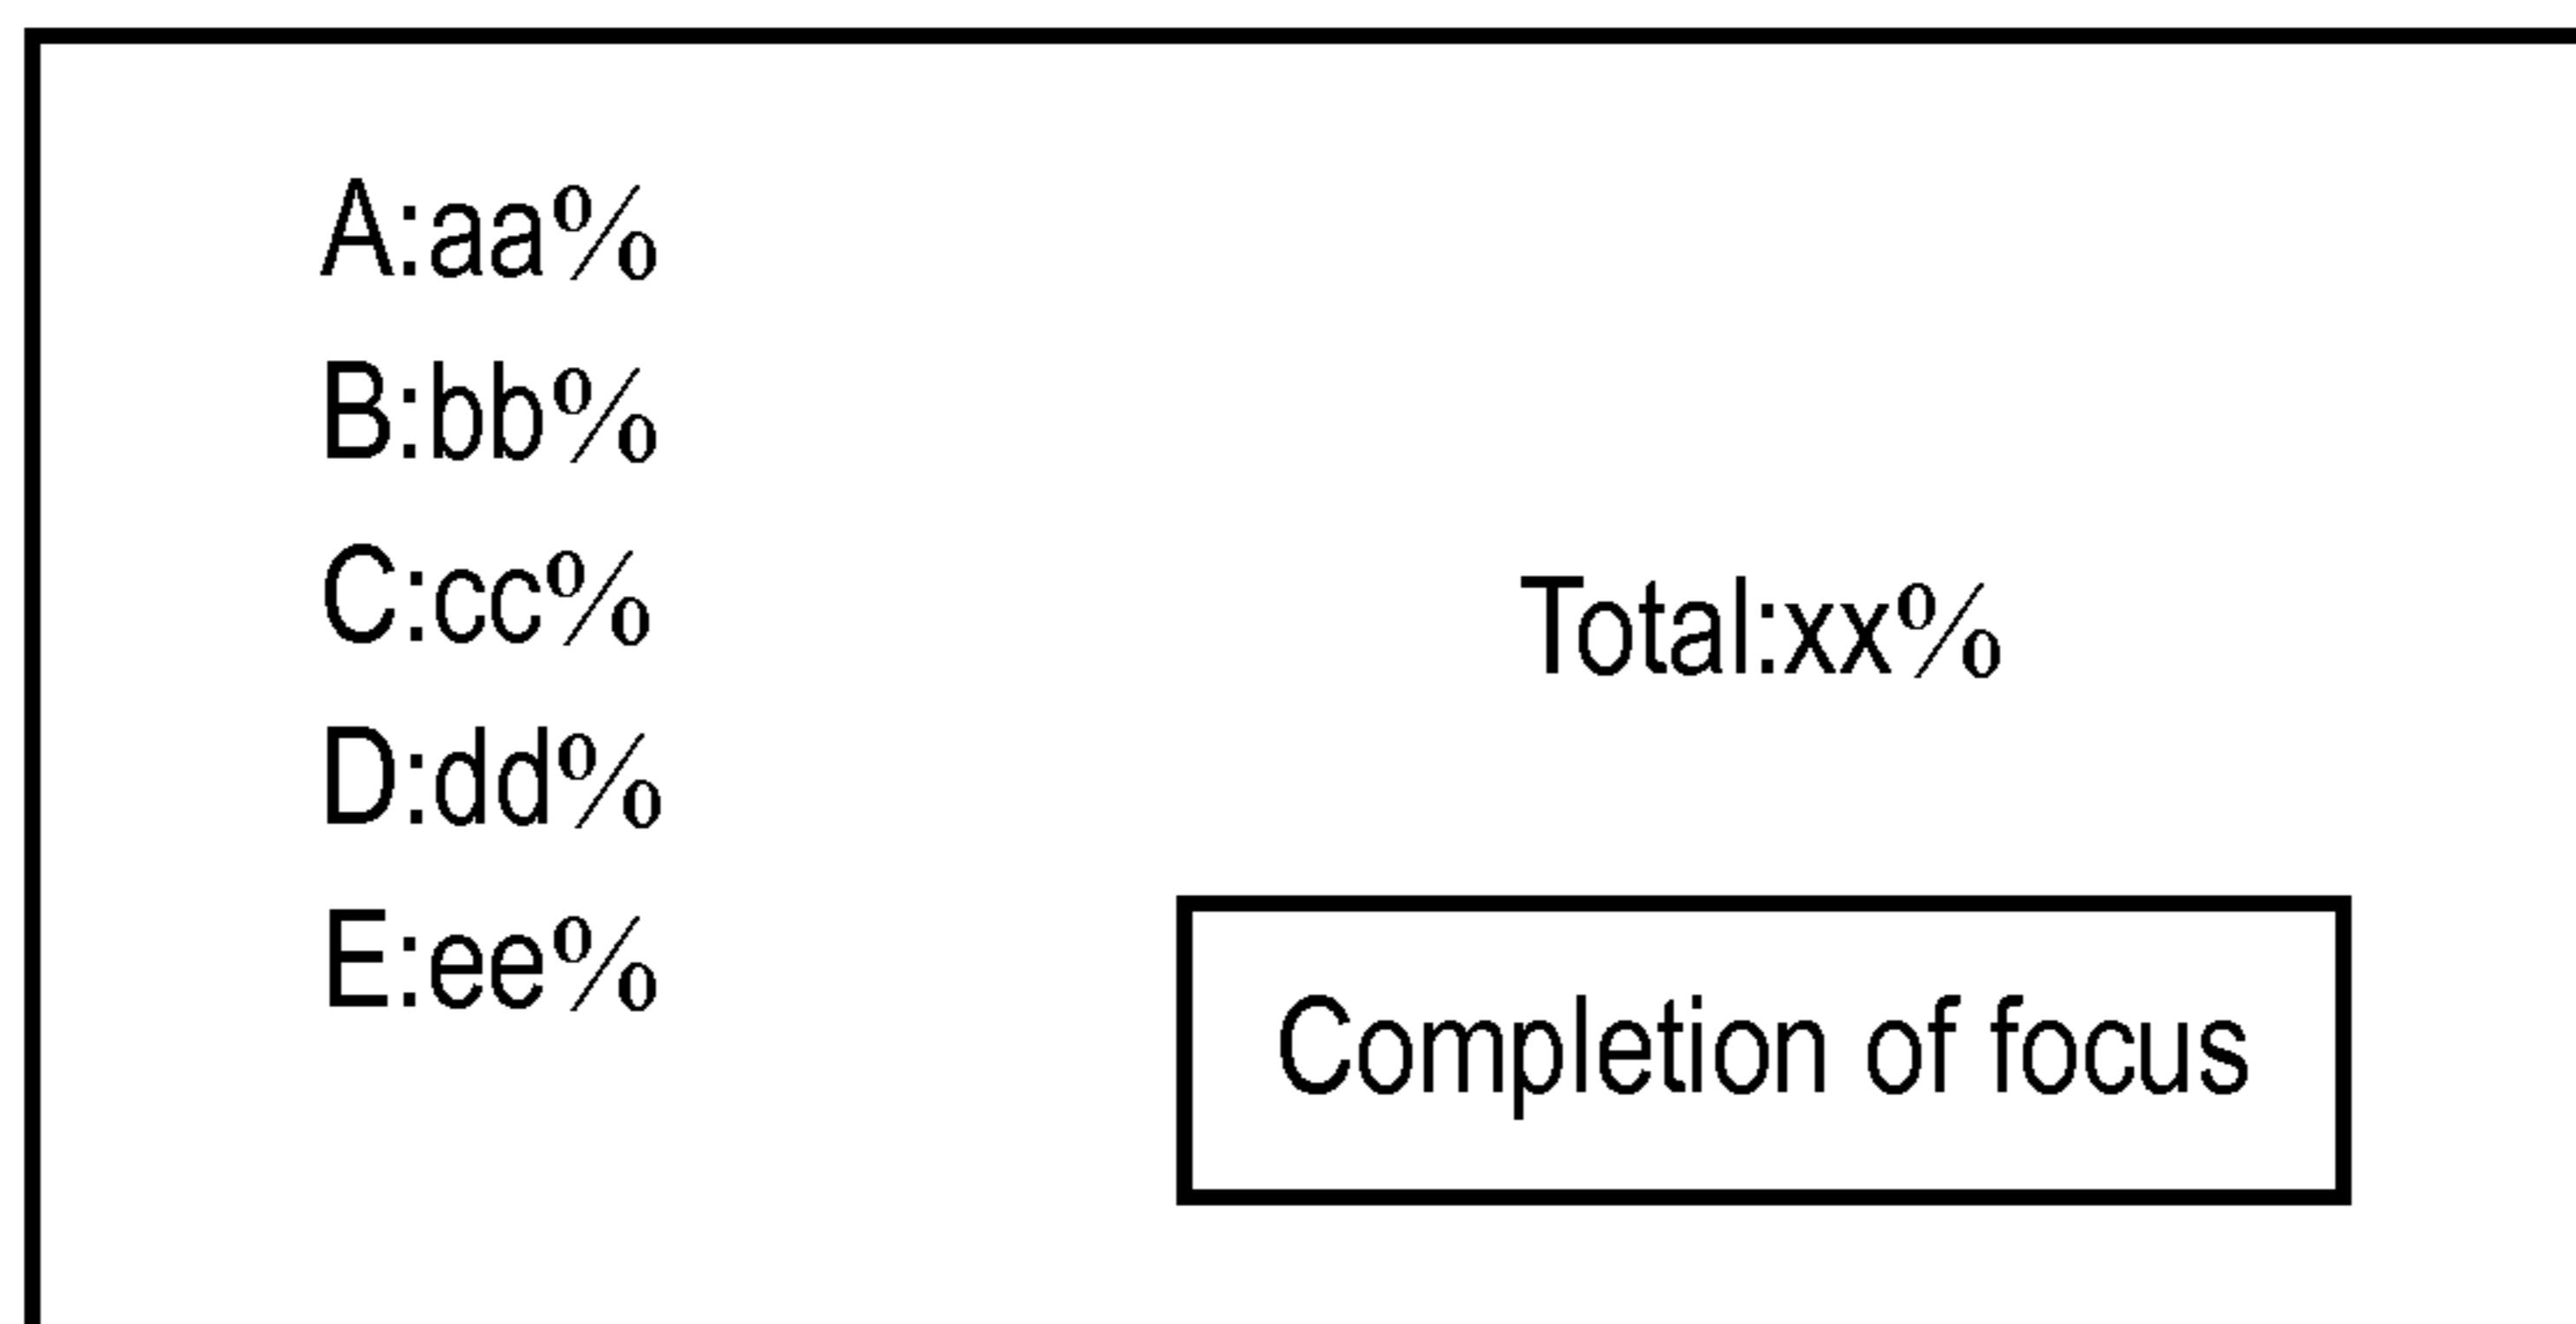 A:aa%
B:bb%
C:cc%
D:dd%
E:ee%
Total:xx%
Completion of focus